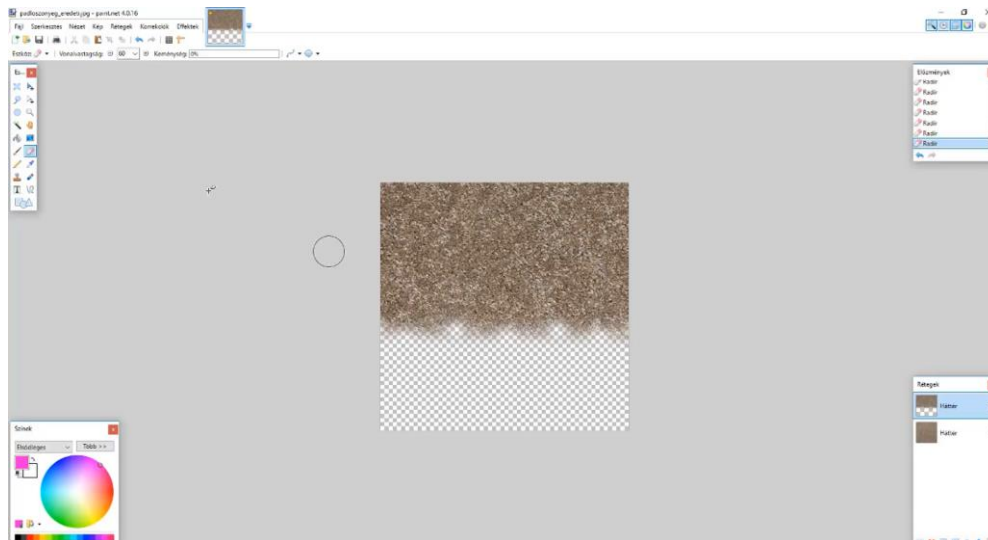 padloszonyeg_eredeti.jpg - paint.net 4.0.16
Fájl Szerkesztés Nézet Kép Rétegek Korrekciók Effektek
Eszköz: Vonalvastagság: 60 Keménység: 0%
Előzmények
Radír
Radír
Radír
Radír
Radír
Radír
Radír
Rétegek
Háttér
Háttér
Színek
Elsődleges
Több >>